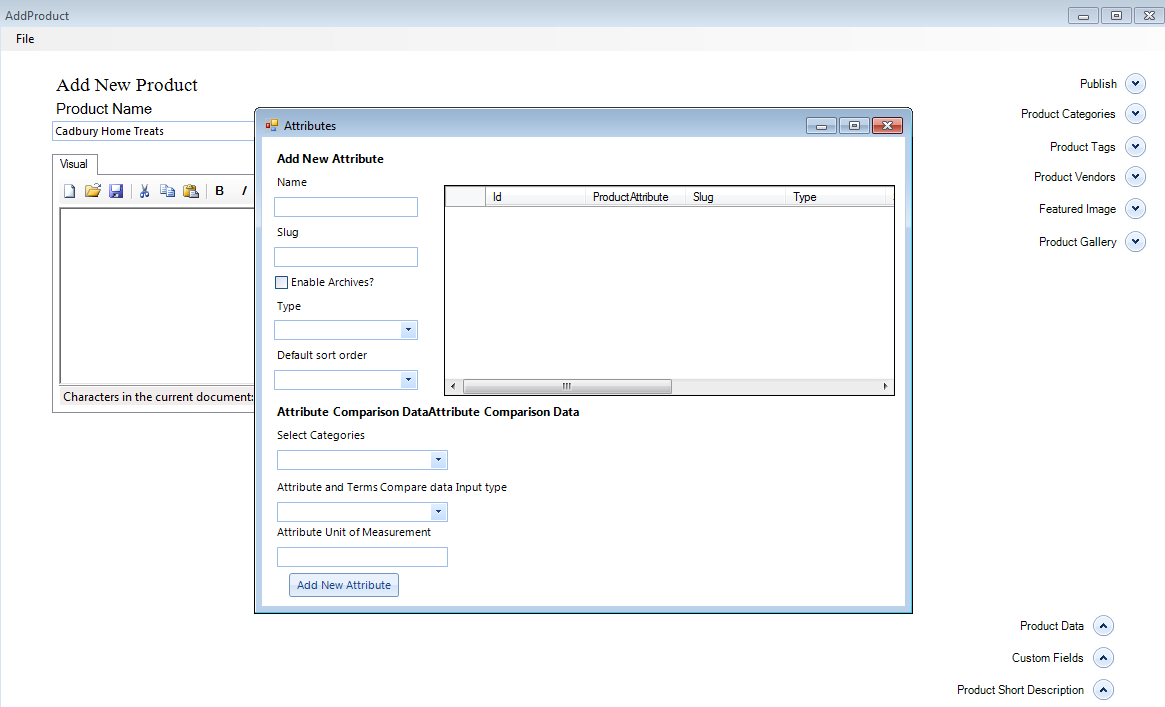 AddProduct
File
Add New Product
Product Name
Cadbury Home Treats
Visual
B I
Characters in the current document:
Attributes
Add New Attribute
Name
Slug
Enable Archives?
Type
Default sort order
Id ProductAttribute Slug Type
Attribute Comparison DataAttribute Comparison Data
Select Categories
Attribute and Terms Compare data Input type
Attribute Unit of Measurement
Add New Attribute
Publish
Product Categories
Product Tags
Product Vendors
Featured Image
Product Gallery
Product Data
Custom Fields
Product Short Description